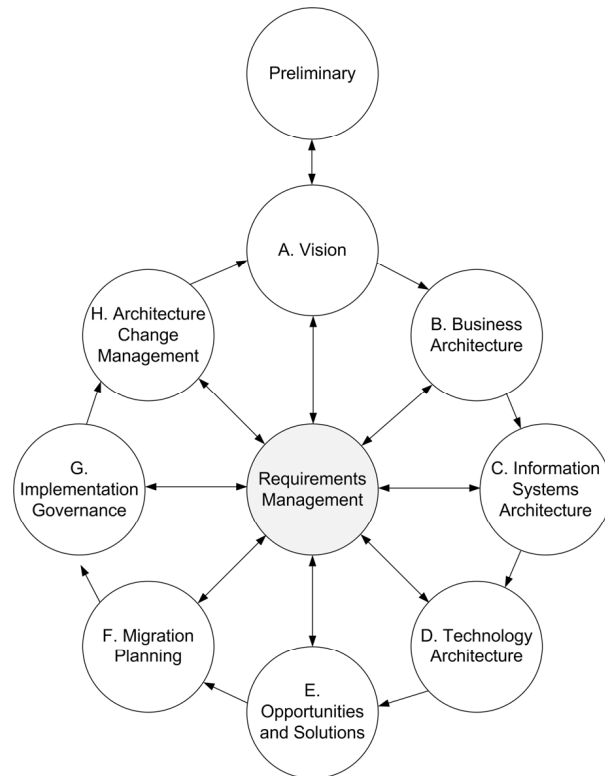 Preliminary
A. Vision
H. Architecture
Change
Management
B. Business
Architecture
G.
Implementation
Governance
Requirements
Management
C. Information
Systems
Architecture
F. Migration
Planning
D. Technology
Architecture
E.
Opportunities
and Solutions